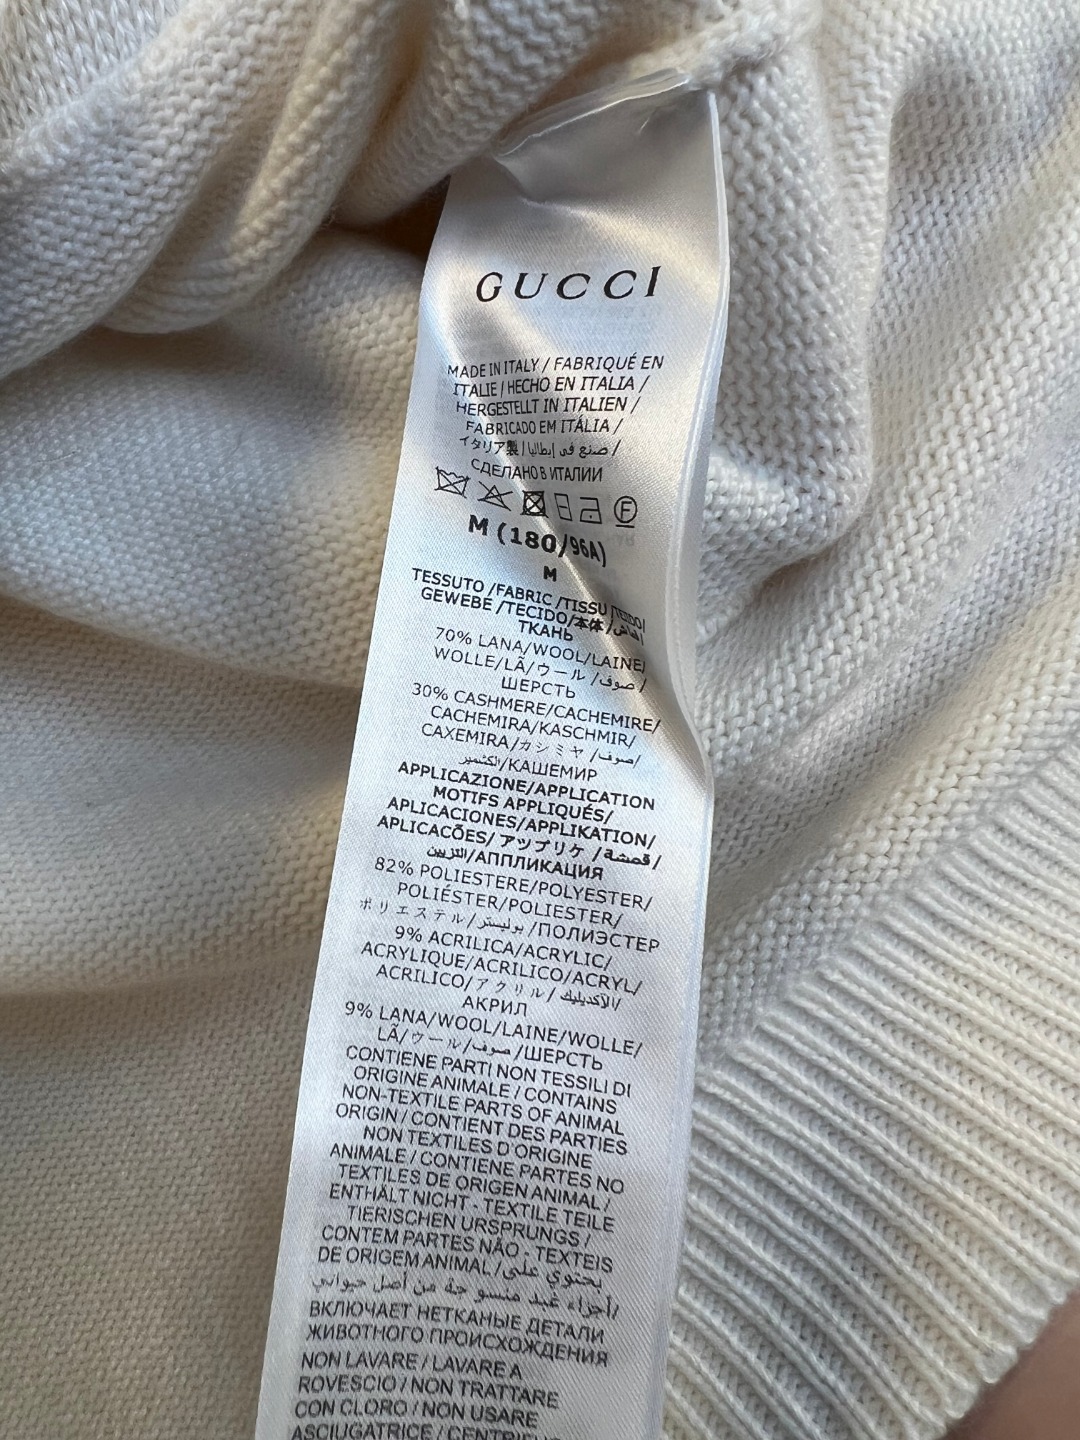 GUCCI
MADE IN ITALY / FABRIQUÉ EN
ITALIE / HECHO EN ITALIA /
HERGESTELLT IN ITALIEN /
FABRICADO EM ITÁLIA /
イタリア製 / صنع في إيطاليا /
СДЕЛАНО В ИТАЛИИ
M (180/96A)
M
TESSUTO /FABRIC /TISSU /TEJIDO/
GEWEBE /TECIDO/本体/قماش/
ТКАНЬ
70% LANA/WOOL/LAINE/
WOLLE/LÃ/ウール/صوف/
ШЕРСТЬ
30% CASHMERE/CACHEMIRE/
CACHEMIRA/KASCHMIR/
CAXEMIRA/カシミヤ/صوف/
الكشمير/КАШЕМИР
APPLICAZIONE/APPLICATION
MOTIFS APPLIQUÉS/
APLICACIONES/APPLIKATION/
APLICACÕES/ アップリケ /قصشة/
التزيين/АППЛИКАЦИЯ
82% POLIESTERE/POLYESTER/
POLIÉSTER/POLIESTER/
ポリエステル/بوليستر/ПОЛИЭСТЕР
9% ACRILICA/ACRYLIC/
ACRYLIQUE/ACRILICO/ACRYL/
ACRILICO/アクリル/الأكديليك/
АКРИЛ
9% LANA/WOOL/LAINE/WOLLE/
LÃ/ウール/صوف/ШЕРСТЬ
CONTIENE PARTI NON TESSILI DI
ORIGINE ANIMALE / CONTAINS
NON-TEXTILE PARTS OF ANIMAL
ORIGIN / CONTIENT DES PARTIES
NON TEXTILES D'ORIGINE
ANIMALE / CONTIENE PARTES NO
TEXTILES DE ORIGEN ANIMAL /
ENTHÄLT NICHT - TEXTILE TEILE
TIERISCHEN URSPRUNGS /
CONTEM PARTES NÃO - TEXTEIS
DE ORIGEM ANIMAL / يحتوي على
أجزاء غيد منسو جة من أصل حيواني/
ВКЛЮЧАЕТ НЕТКАНЫЕ ДЕТАЛИ
ЖИВОТНОГО ПРОИСХОЖДЕНИЯ
NON LAVARE / LAVARE A
ROVESCIO / NON TRATTARE
CON CLORO / NON USARE
ASCIUGATRICE / CENTRIFUGA